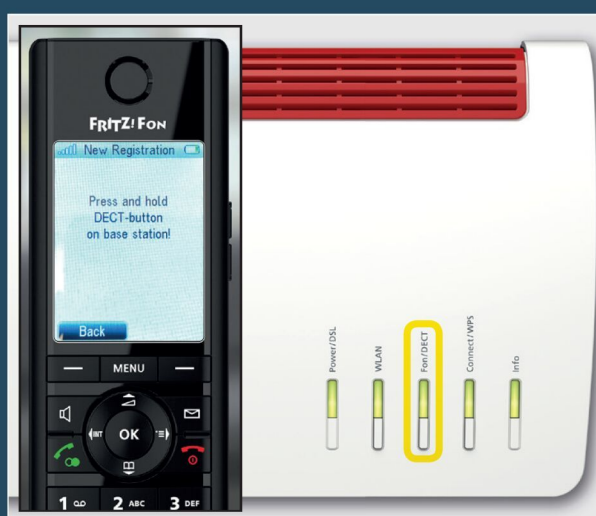 FRITZ! FON
New Registration
Press and hold
DECT-button
on base station!
Back
MENU
INT
OK
1
2 ABC
3 DEF
Power/DSL
WLAN
Fon/DECT
Connect/WPS
Info